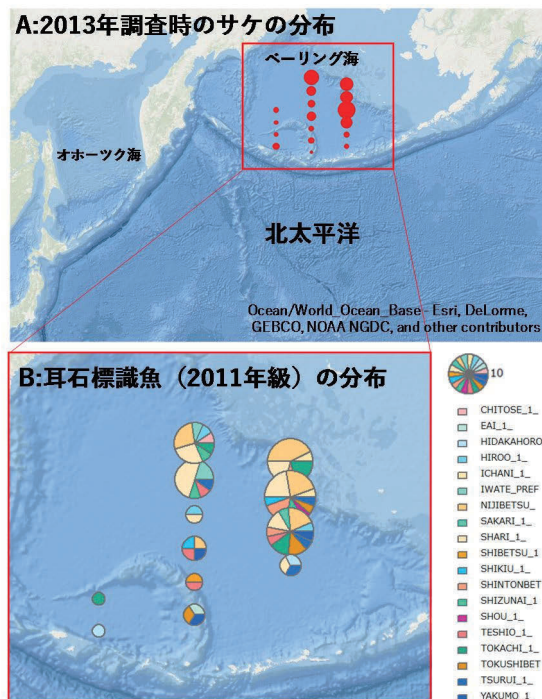 A:2013年調査時のサケの分布
ベーリング海
オホーツク海
北太平洋
Ocean/World_Ocean_Base - Esri, DeLorme,
GEBCO, NOAA NGDC, and other contributors
B:耳石標識魚（2011年級）の分布
10
CHITOSE_1_
EAI_1_
HIDAKAHORO
HIROO_1_
ICHANI_1_
IWATE_PREF
NIJIBETSU_
SAKARI_1_
SHARI_1_
SHIBETSU_1
SHIKIU_1_
SHINTONBET
SHIZUNAI_1
SHOU_1_
TESHIO_1_
TOKACHI_1_
TOKUSHIBET
TSURUI_1_
YAKUMO_1